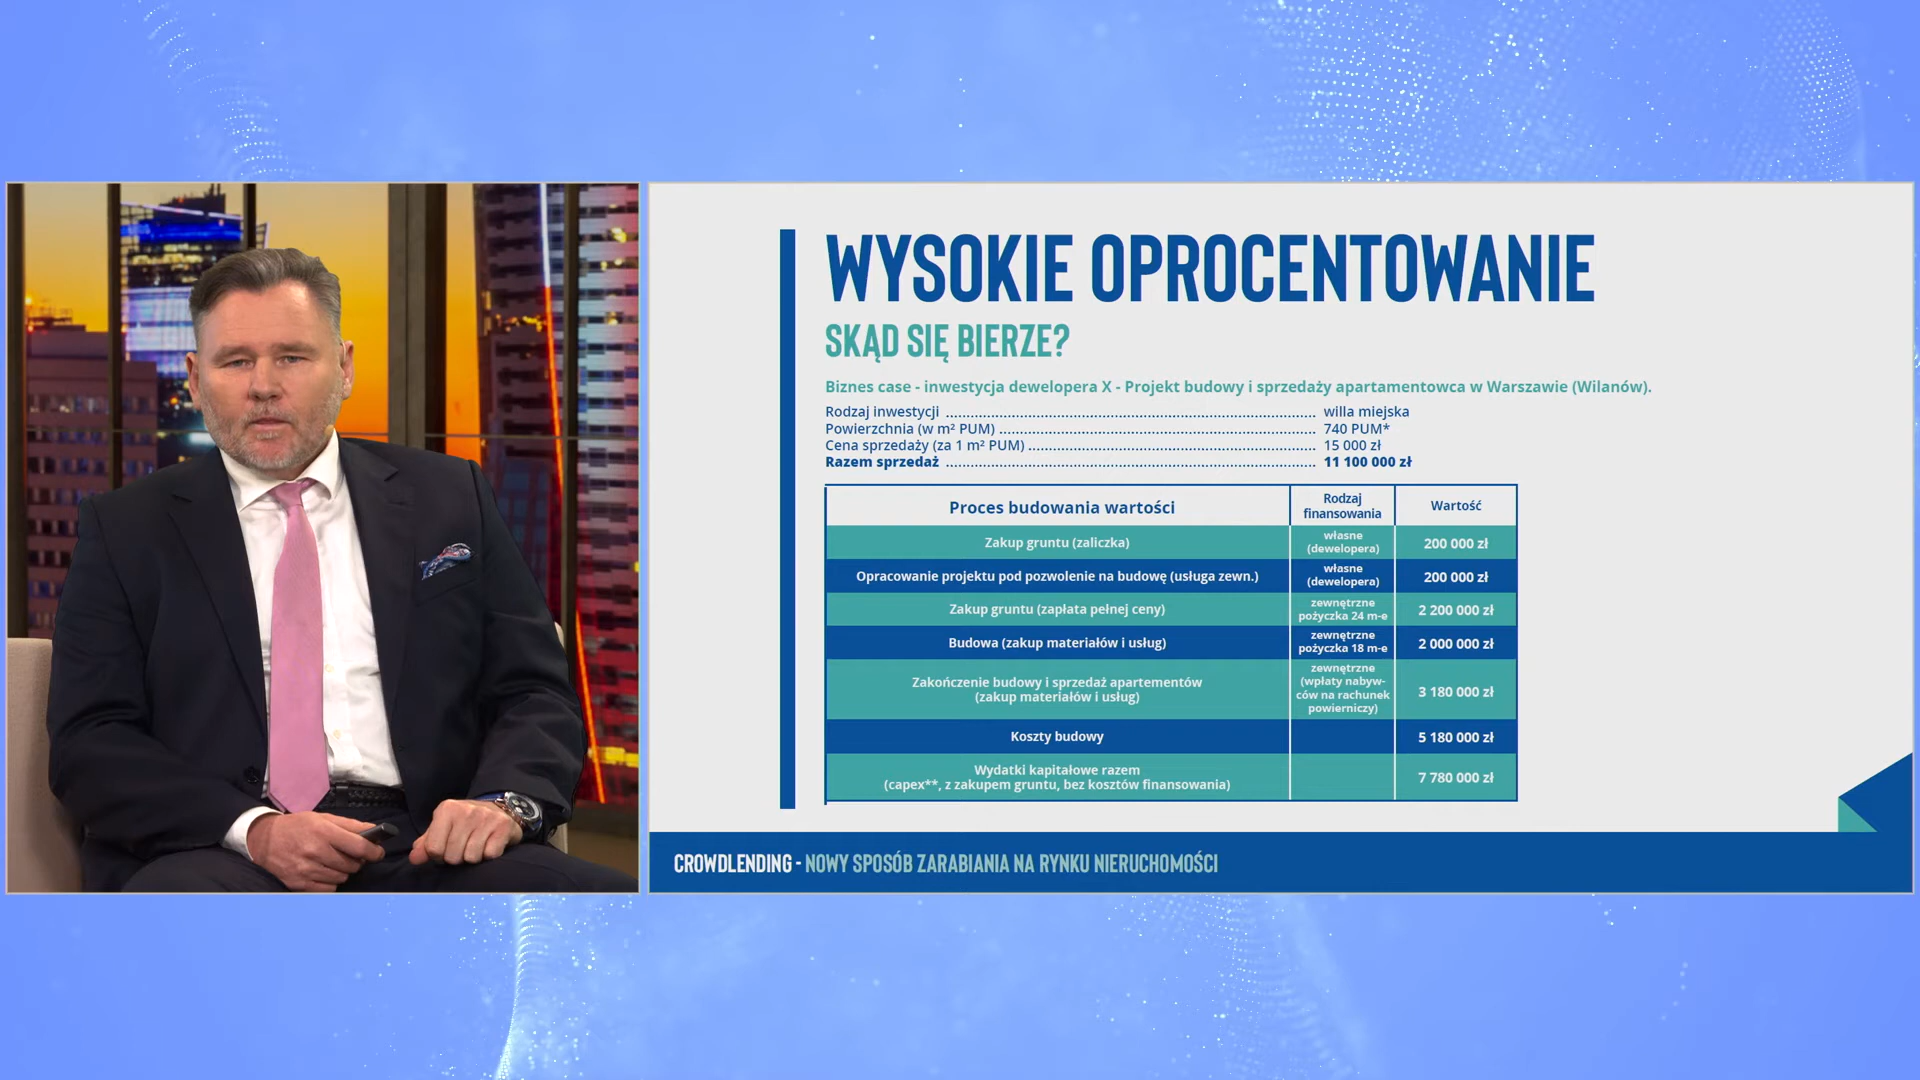 WYSOKIE OPROCENTOWANIE
SKĄD SIĘ BIERZE?
Biznes case - inwestycja dewelopera X - Projekt budowy i sprzedaży apartamentowca w Warszawie (Wilanów).
Rodzaj inwestycji ........ willa miejska
Powierzchnia (w m² PUM) ........ 740 PUM*
Cena sprzedaży (za 1 m² PUM) ........ 15 000 zł
Razem sprzedaż ........ 11 100 000 zł
Proces budowania wartości
Rodzaj
finansowania
Wartość
Zakup gruntu (zaliczka)
własne
(dewelopera)
200 000 zł
Opracowanie projektu pod pozwolenie na budowę (usługa zewn.)
własne
(dewelopera)
200 000 zł
Zakup gruntu (zapłata pełnej ceny)
zewnętrzne
pożyczka 24 m-e
2 200 000 zł
Budowa (zakup materiałów i usług)
zewnętrzne
pożyczka 18 m-e
2 000 000 zł
Zakończenie budowy i sprzedaż apartementów
(zakup materiałów i usług)
zewnętrzne
(wpłaty nabyw-
ców na rachunek
powierniczy)
3 180 000 zł
Koszty budowy
5 180 000 zł
Wydatki kapitałowe razem
(capex**, z zakupem gruntu, bez kosztów finansowania)
7 780 000 zł
CROWDLENDING - NOWY SPOSÓB ZARABIANIA NA RYNKU NIERUCHOMOŚCI